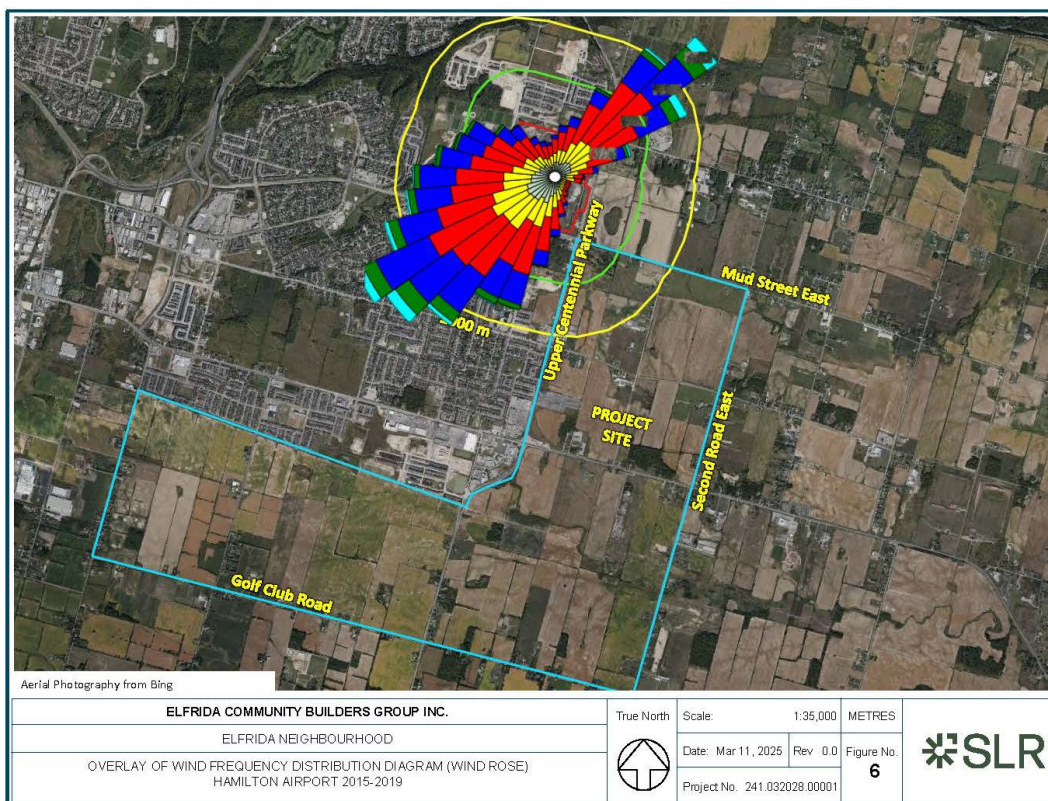 Mud Street East
Upper Centennial Parkway
PROJECT
SITE
Second Road East
Golf Club Road
Aerial Photography from Bing
ELFRIDA COMMUNITY BUILDERS GROUP INC.
ELFRIDA NEIGHBOURHOOD
OVERLAY OF WIND FREQUENCY DISTRIBUTION DIAGRAM (WIND ROSE)
HAMILTON AIRPORT 2015-2019
True North
Scale: 1:35,000 METRES
Date: Mar 11, 2025 Rev 0.0 Figure No.
6
Project No. 241.032028.00001
SLR